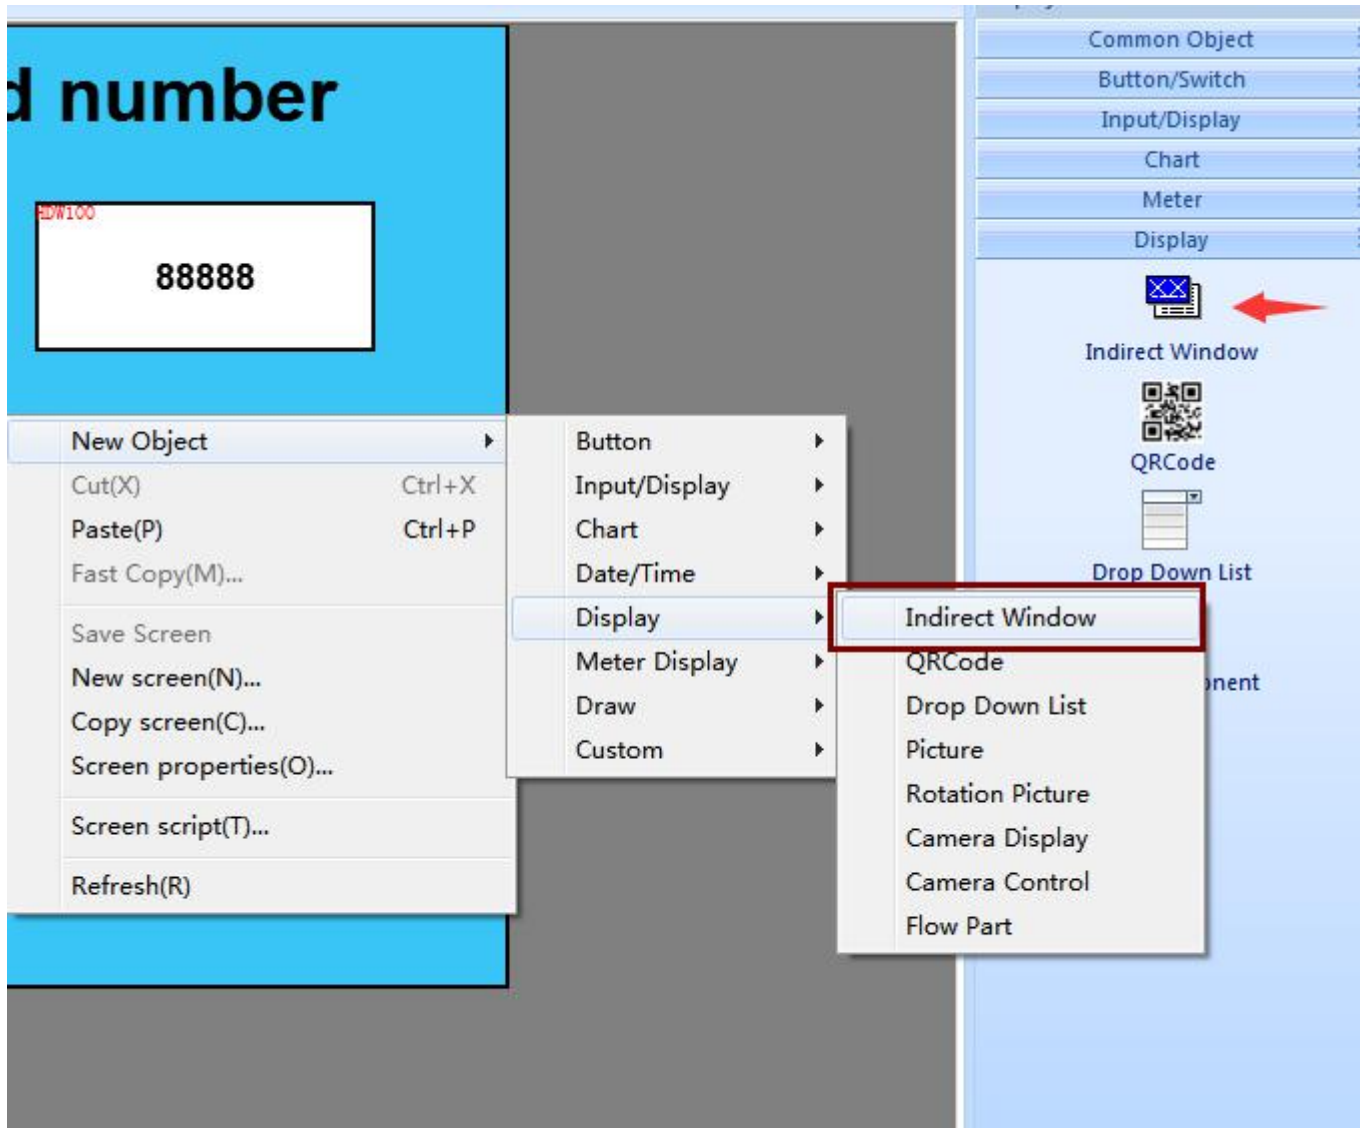 d number
HDW100
88888
New Object
Cut(X) Ctrl+X
Paste(P) Ctrl+P
Fast Copy(M)...
Save Screen
New screen(N)...
Copy screen(C)...
Screen properties(O)...
Screen script(T)...
Refresh(R)
Button
Input/Display
Chart
Date/Time
Display
Meter Display
Draw
Custom
Indirect Window
QRCode
Drop Down List
Picture
Rotation Picture
Camera Display
Camera Control
Flow Part
Common Object
Button/Switch
Input/Display
Chart
Meter
Display
XX
Indirect Window
QRCode
Drop Down List
onent